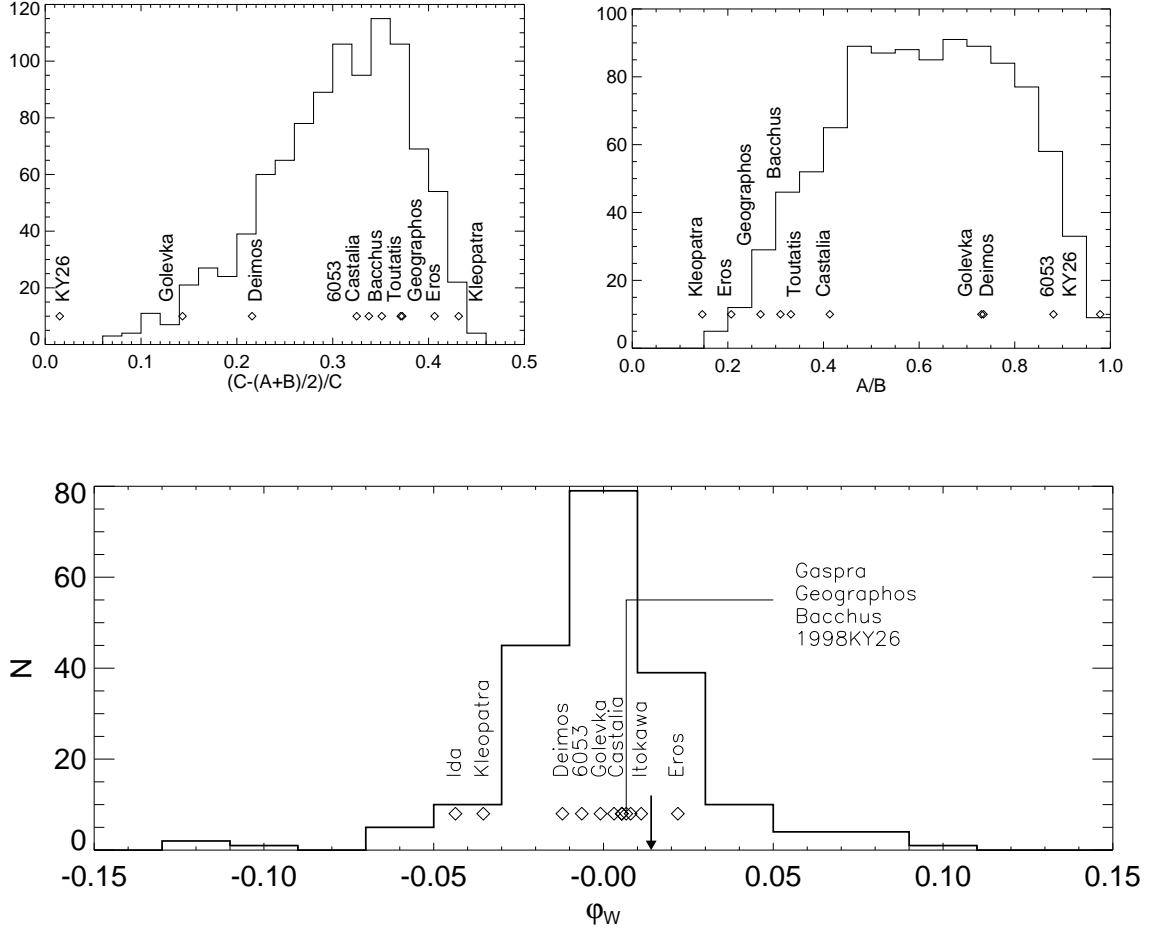 120
100
80
60
40
20
0
KY26
Golevka
Deimos
6053
Castalia
Bacchus
Toutatis
Geographos
Eros
Kleopatra
0.0 0.1 0.2 0.3 0.4 0.5
(C-(A+B)/2)/C
100
80
60
40
20
0
Kleopatra
Eros
Geographos
Bacchus
Toutatis
Castalia
Golevka
Deimos
6053
KY26
0.0 0.2 0.4 0.6 0.8 1.0
A/B
80
60
40
20
0
N
Ida
Kleopatra
Deimos
6053
Golevka
Castalia
Itokawa
Eros
Gaspra
Geographos
Bacchus
1998KY26
-0.15 -0.10 -0.05 -0.00 0.05 0.10 0.15
φW